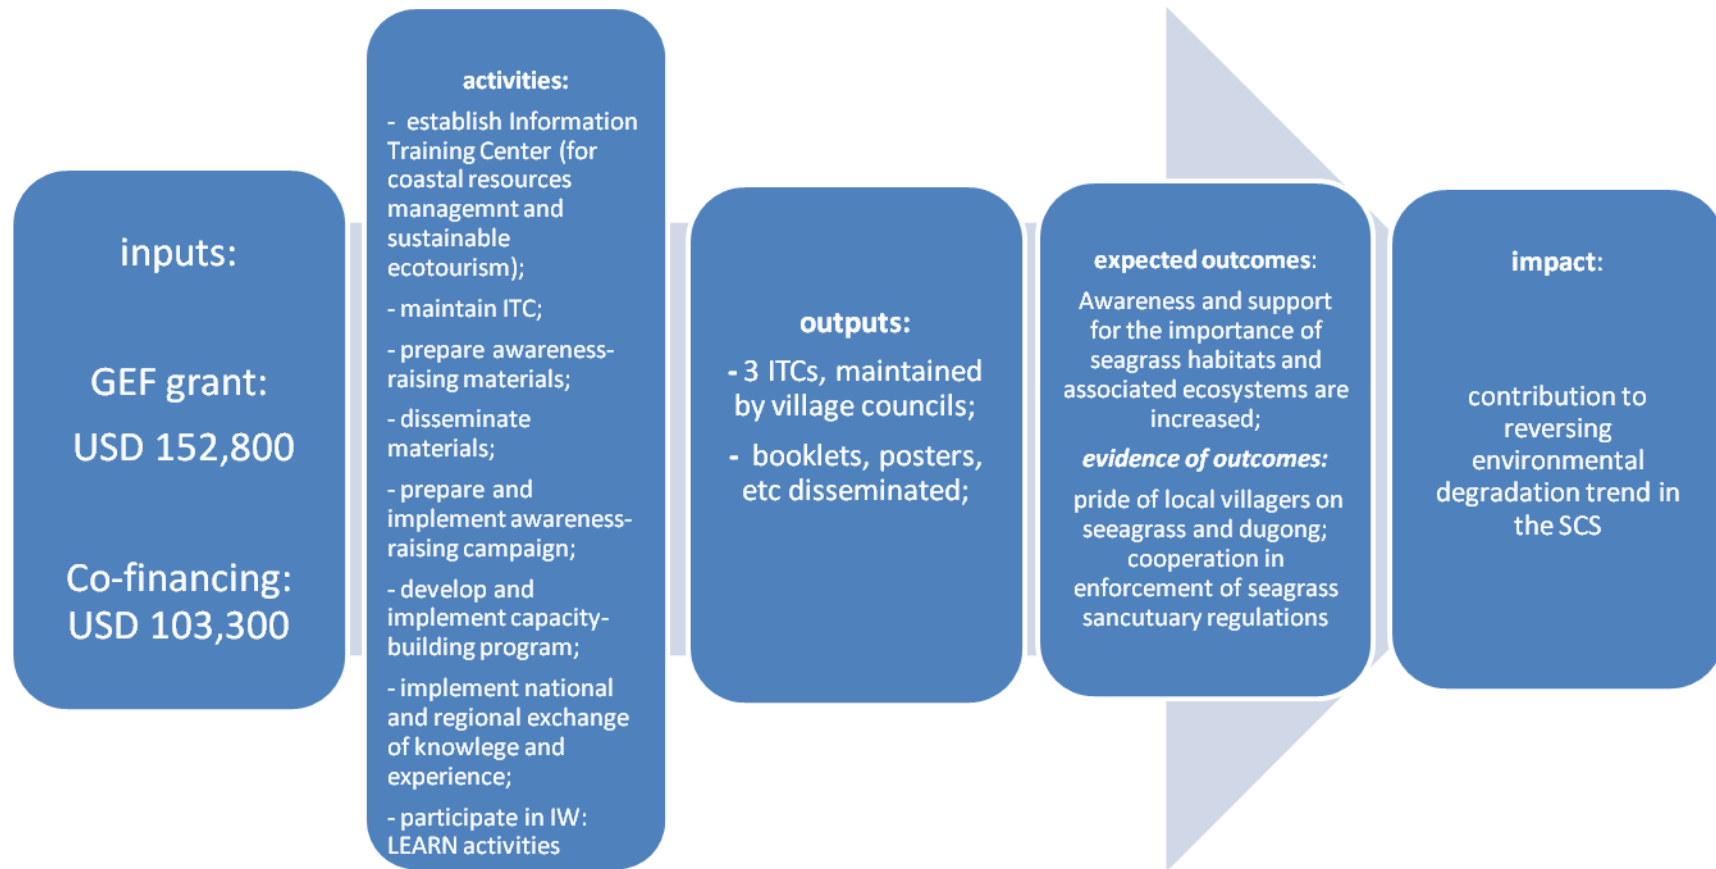 inputs:
GEF grant:
USD 152,800
Co-financing:
USD 103,300
activities:
- establish Information
Training Center (for
coastal resources
managemnt and
sustainable
ecotourism);
- maintain ITC;
- prepare awareness-
raising materials;
- disseminate
materials;
- prepare and
implement awareness-
raising campaign;
- develop and
implement capacity-
building program;
- implement national
and regional exchange
of knowlege and
experience;
- participate in IW:
LEARN activities
outputs:
- 3 ITCs, maintained
by village councils;
- booklets, posters,
etc disseminated;
expected outcomes:
Awareness and support
for the importance of
seagrass habitats and
associated ecosystems are
increased;
evidence of outcomes:
pride of local villagers on
seeagrass and dugong;
cooperation in
enforcement of seagrass
sancutuary regulations
impact:
contribution to
reversing
environmental
degradation trend in
the SCS